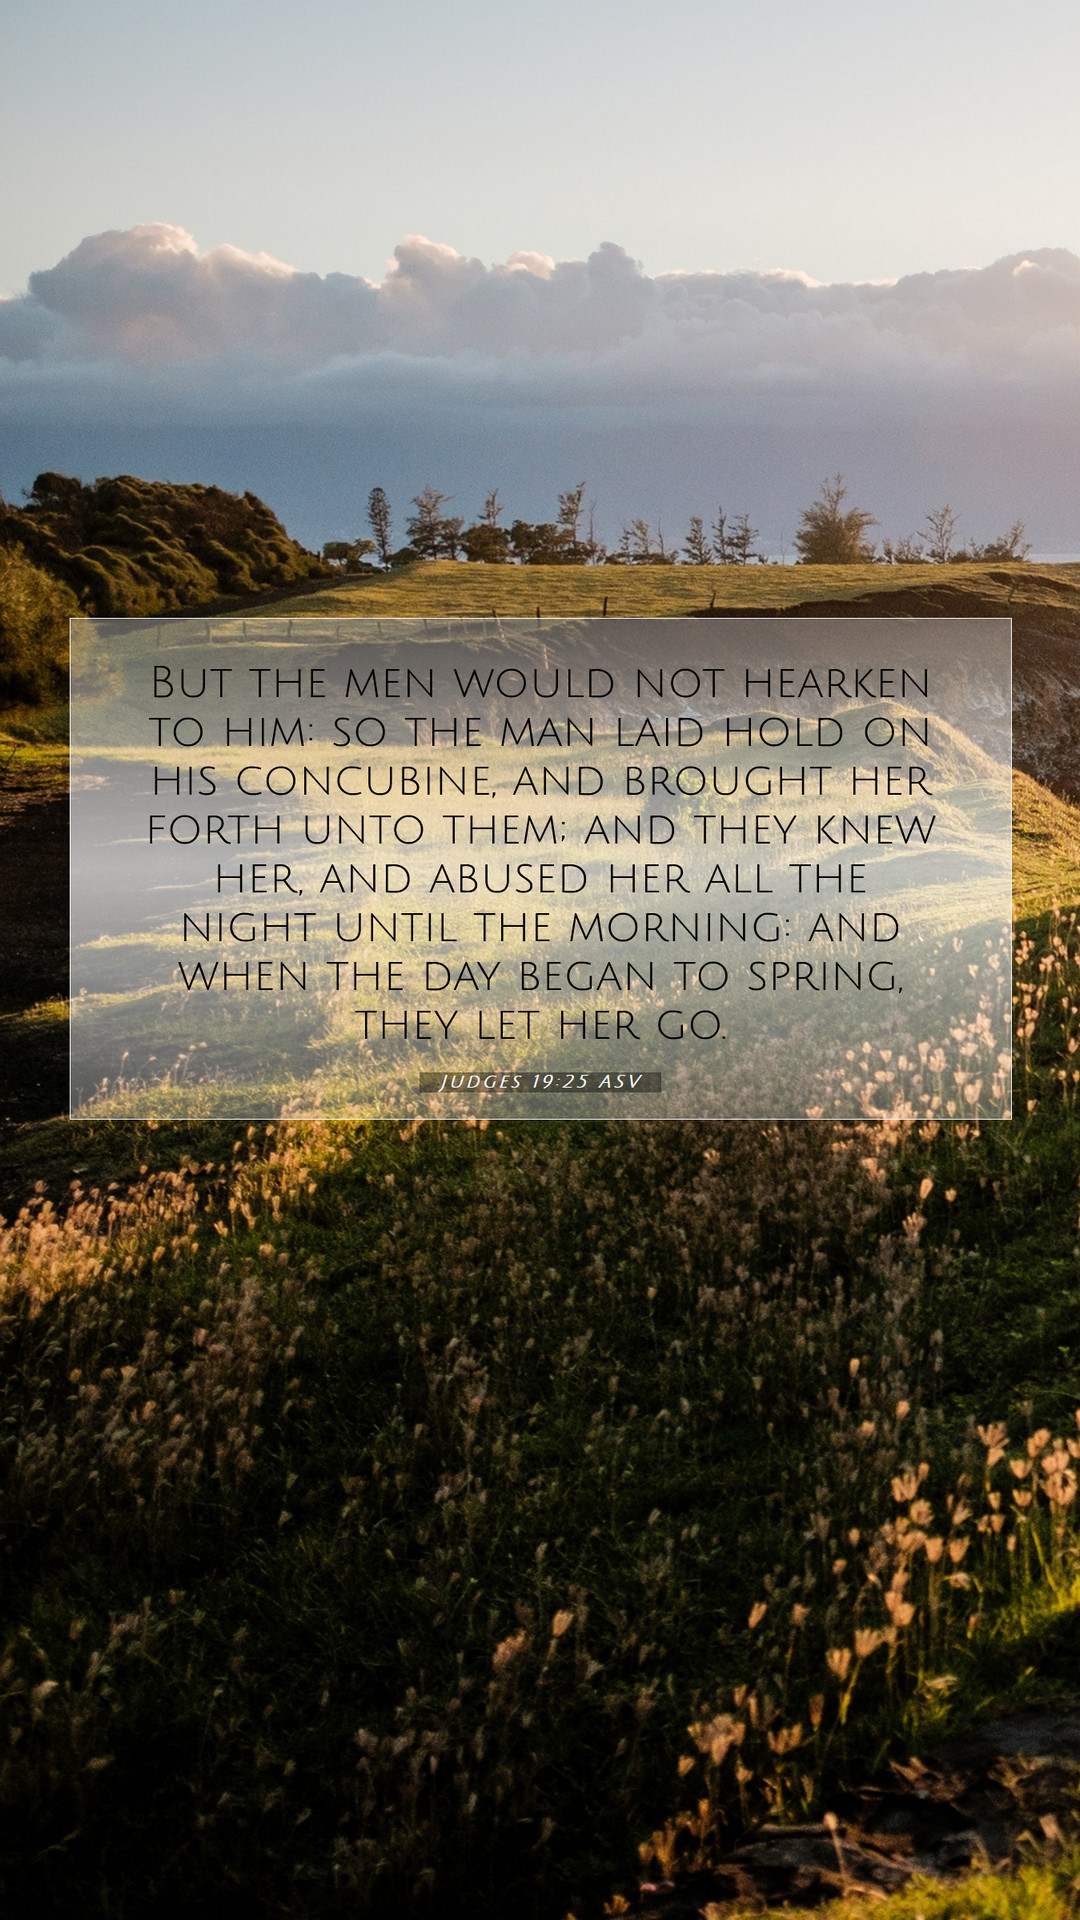 But the men would not hearken
to him: so the man laid hold on
his concubine, and brought her
forth unto them; and they knew
her, and abused her all the
night until the morning: and
when the day began to spring,
they let her go.
JUDGES 19:25 ASV